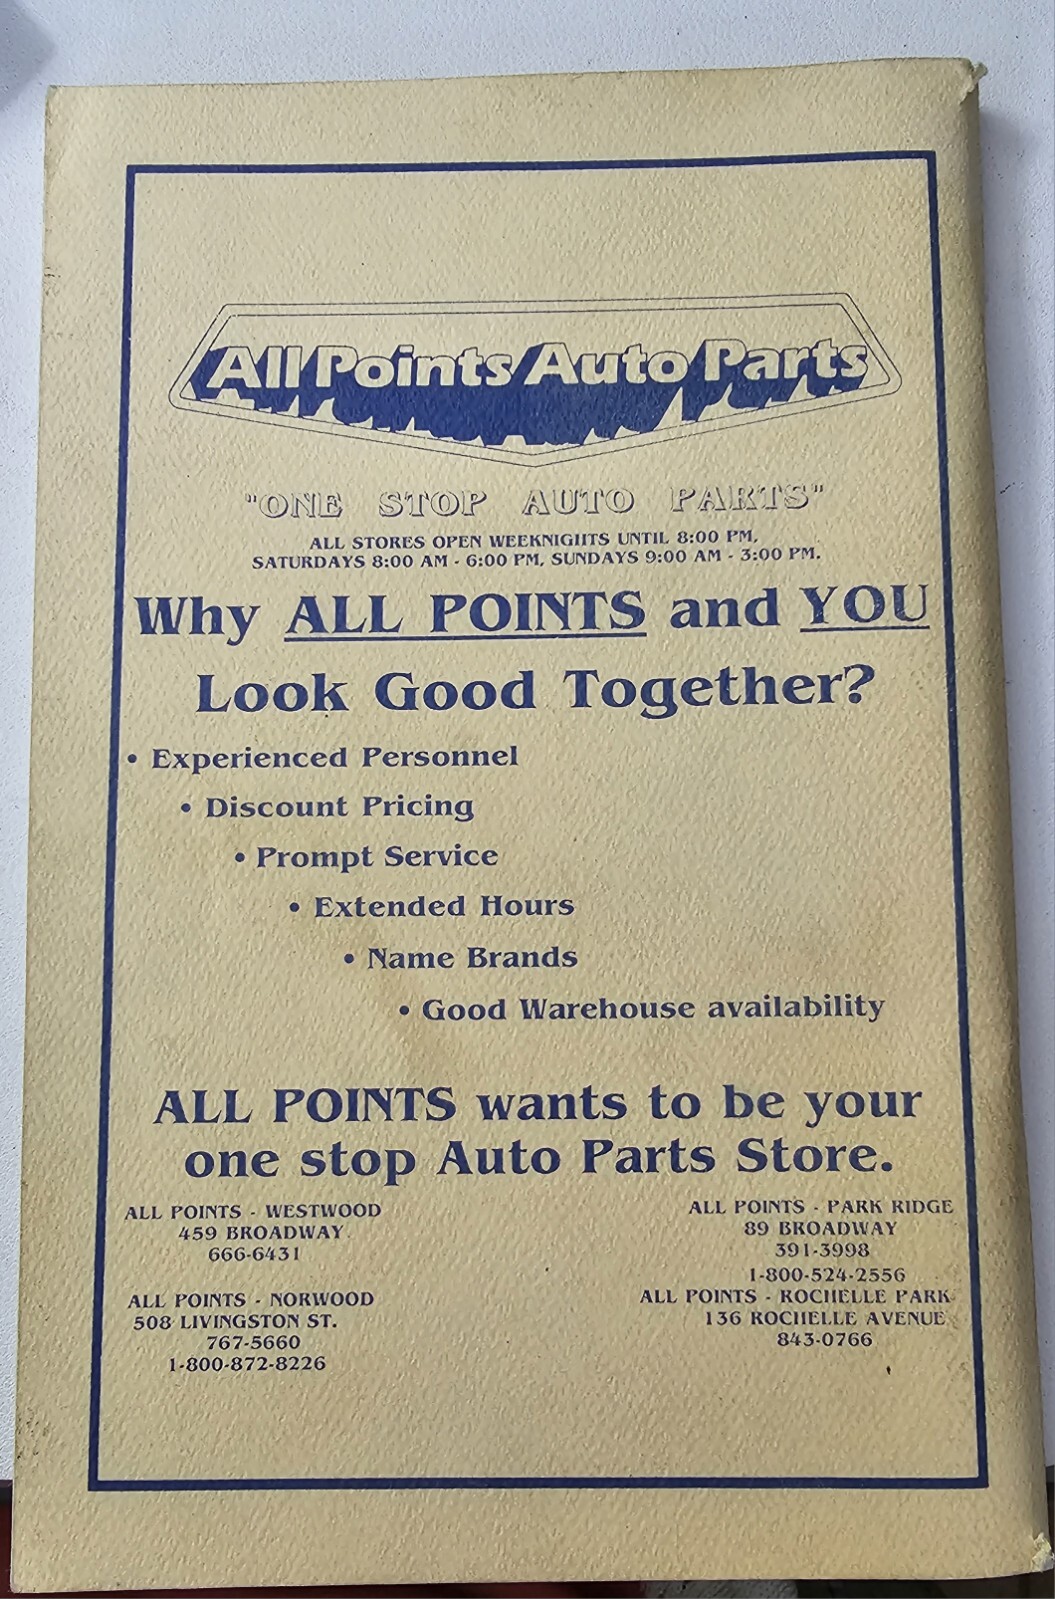 All Points Auto Parts
"ONE STOP AUTO PARTS"
ALL STORES OPEN WEEKNIGHTS UNTIL 8:00 PM,
SATURDAYS 8:00 AM - 6:00 PM, SUNDAYS 9:00 AM - 3:00 PM.
Why ALL POINTS and YOU
Look Good Together?
• Experienced Personnel
• Discount Pricing
• Prompt Service
• Extended Hours
• Name Brands
• Good Warehouse availability
ALL POINTS wants to be your
one stop Auto Parts Store.
ALL POINTS - WESTWOOD
459 BROADWAY
666-6431
ALL POINTS - NORWOOD
508 LIVINGSTON ST.
767-5660
1-800-872-8226
ALL POINTS - PARK RIDGE
89 BROADWAY
391-3998
1-800-524-2556
ALL POINTS - ROCHELLE PARK
136 ROCHELLE AVENUE
843-0766